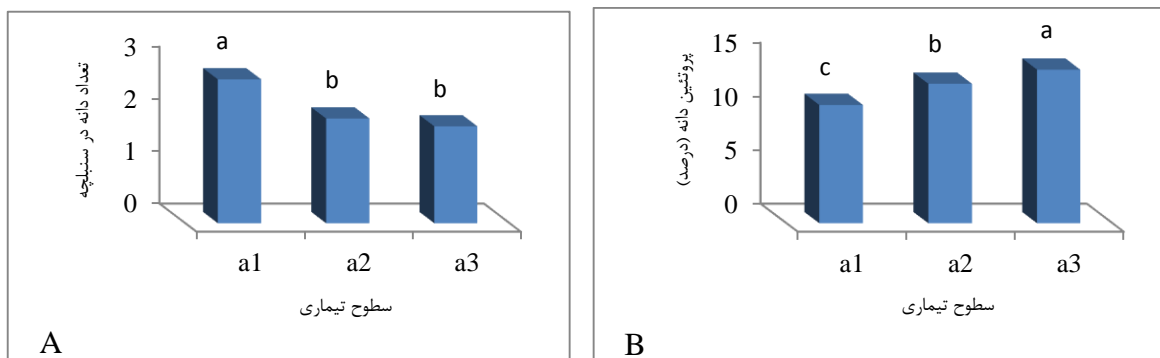 a
b
b
3
2
1
0
تعداد دانه در سنبلچه
a1 a2 a3
سطوح تیماری
A
c
b
a
15
10
5
0
پروتئین دانه (درصد)
a1 a2 a3
سطوح تیماری
B